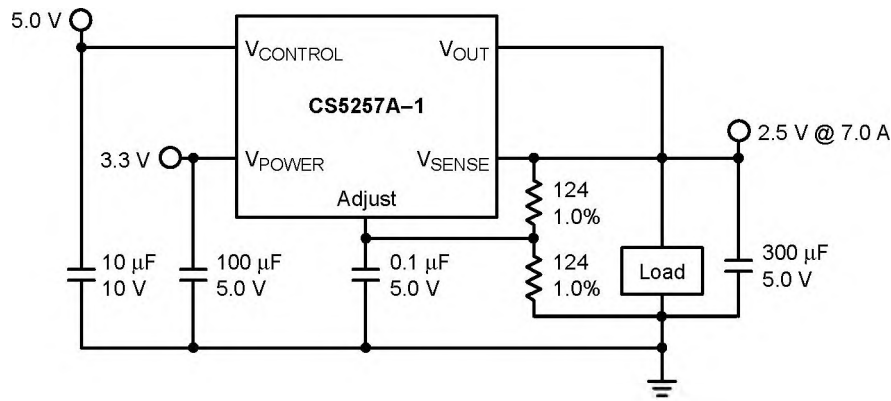 5.0 V
VCONTROL
VOUT
CS5257A–1
2.5 V @ 7.0 A
3.3 V
VPOWER
VSENSE
Adjust
124
1.0%
10 μF
10 V
100 μF
5.0 V
0.1 μF
5.0 V
124
1.0%
Load
300 μF
5.0 V